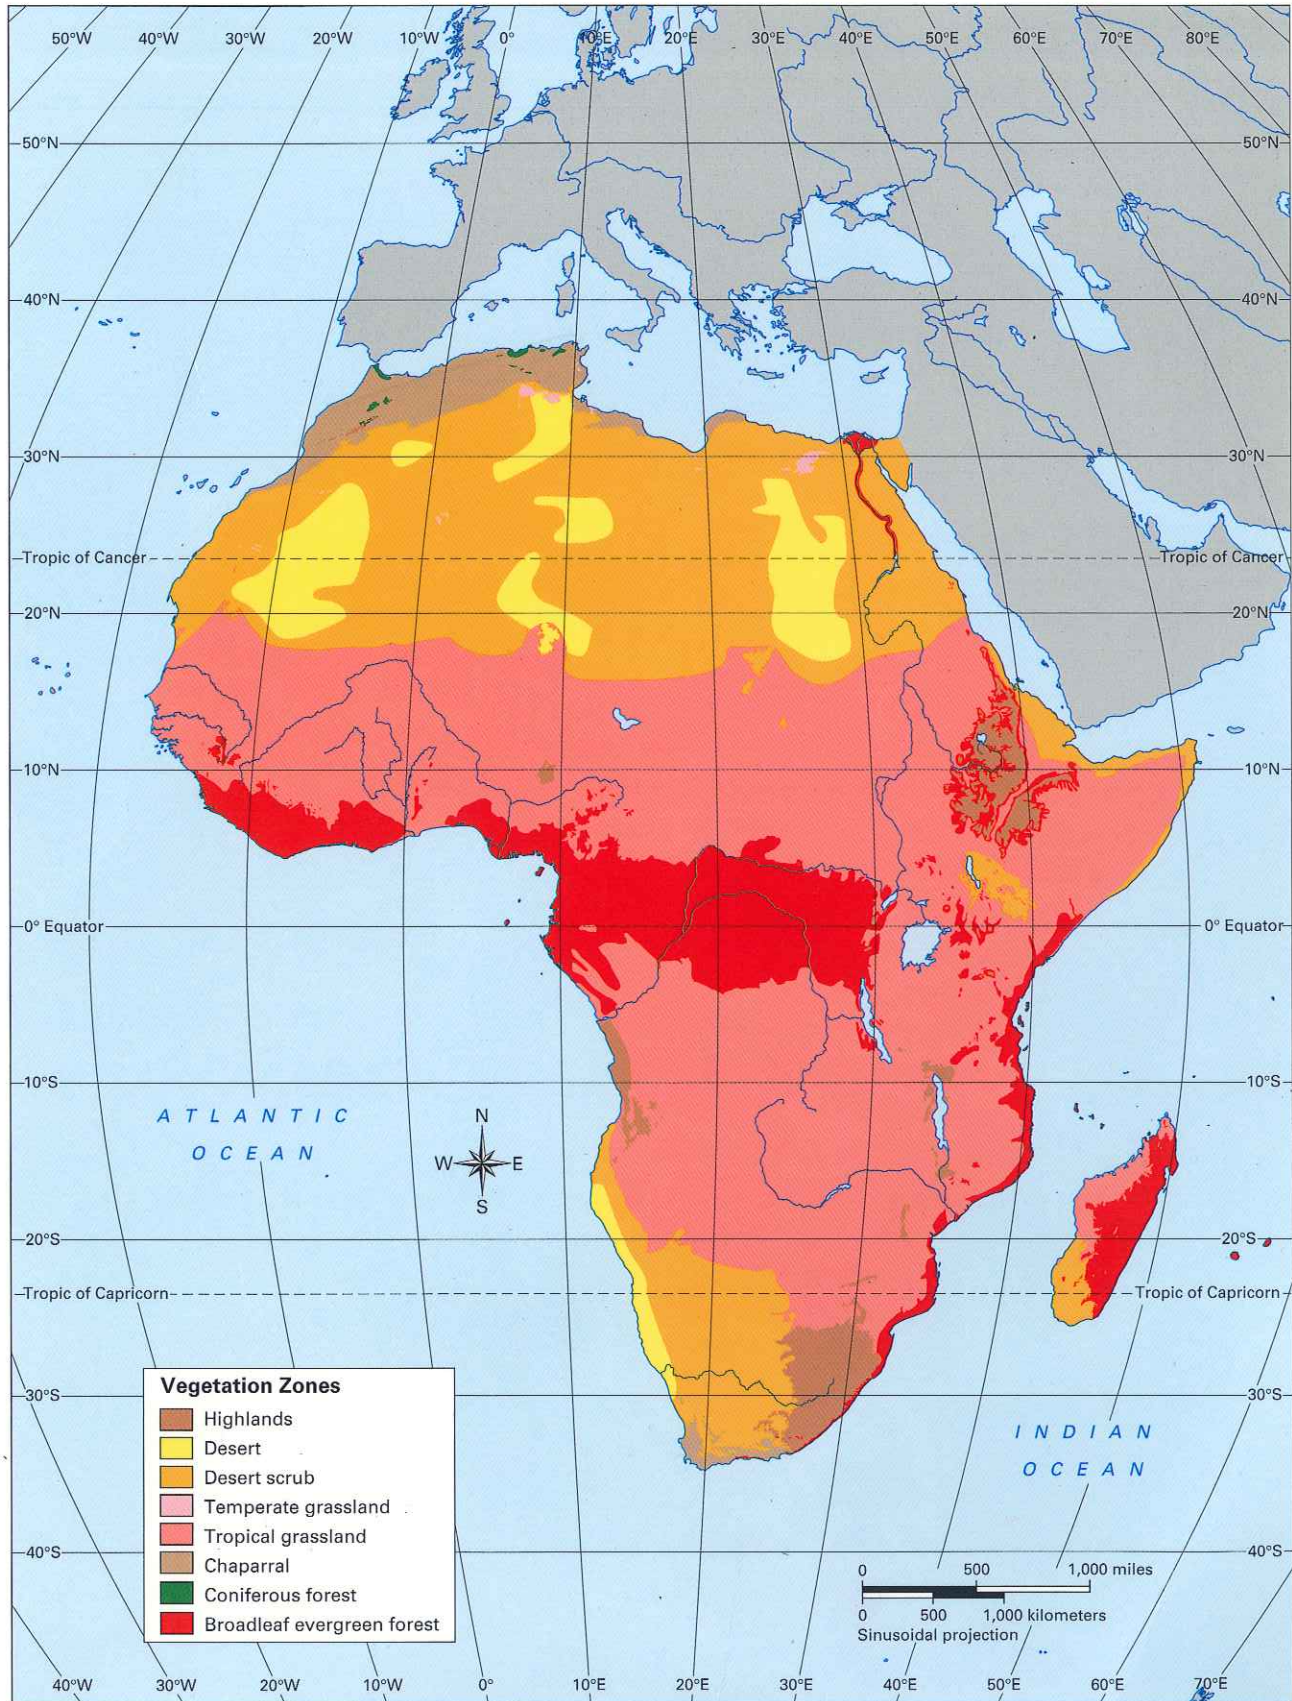 50°W 40°W 30°W 20°W 10°W 0° 10°E 20°E 30°E 40°E 50°E 60°E 70°E 80°E
50°N 50°N
40°N 40°N
30°N 30°N
Tropic of Cancer Tropic of Cancer
20°N 20°N
10°N 10°N
0° Equator 0° Equator
10°S 10°S
ATLANTIC
OCEAN
N
W E
S
20°S 20°S
Tropic of Capricorn Tropic of Capricorn
30°S 30°S
INDIAN
OCEAN
40°S 40°S
Vegetation Zones
Highlands
Desert
Desert scrub
Temperate grassland
Tropical grassland
Chaparral
Coniferous forest
Broadleaf evergreen forest
0 500 1,000 miles
0 500 1,000 kilometers
Sinusoidal projection
40°W 30°W 20°W 10°W 0° 10°E 20°E 30°E 40°E 50°E 60°E 70°E